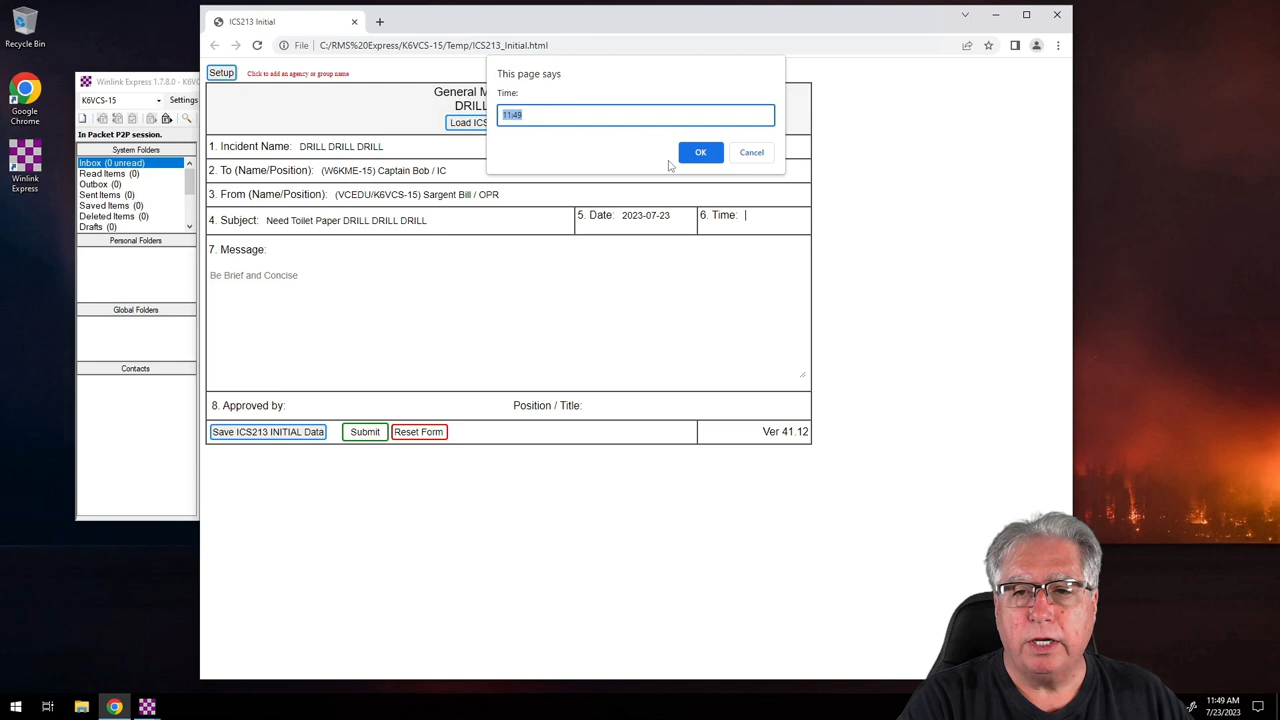 Recycle Bin
Google Chrome
Winlink Express
Winlink Express 1.7.8.0 - K6VC
K6VCS-15
Settings
In Packet P2P session.
System Folders
Inbox (0 unread)
Read Items (0)
Outbox (0)
Sent Items (0)
Saved Items (0)
Deleted Items (0)
Drafts (0)
Personal Folders
Global Folders
Contacts
ICS213 Initial
File | C:/RMS%20Express/K6VCS-15/Temp/ICS213_Initial.html
Setup
Click to add an agency or group name
General M
DRILL
Load ICS
This page says
Time:
11:49
OK
Cancel
1. Incident Name: DRILL DRILL DRILL
2. To (Name/Position): (W6KME-15) Captain Bob / IC
3. From (Name/Position): (VCEDU/K6VCS-15) Sargent Bill / OPR
4. Subject: Need Toilet Paper DRILL DRILL DRILL
5. Date: 2023-07-23
6. Time:
7. Message:
Be Brief and Concise
8. Approved by:
Position / Title:
Save ICS213 INITIAL Data
Submit
Reset Form
Ver 41.12
11:49 AM
7/23/2023